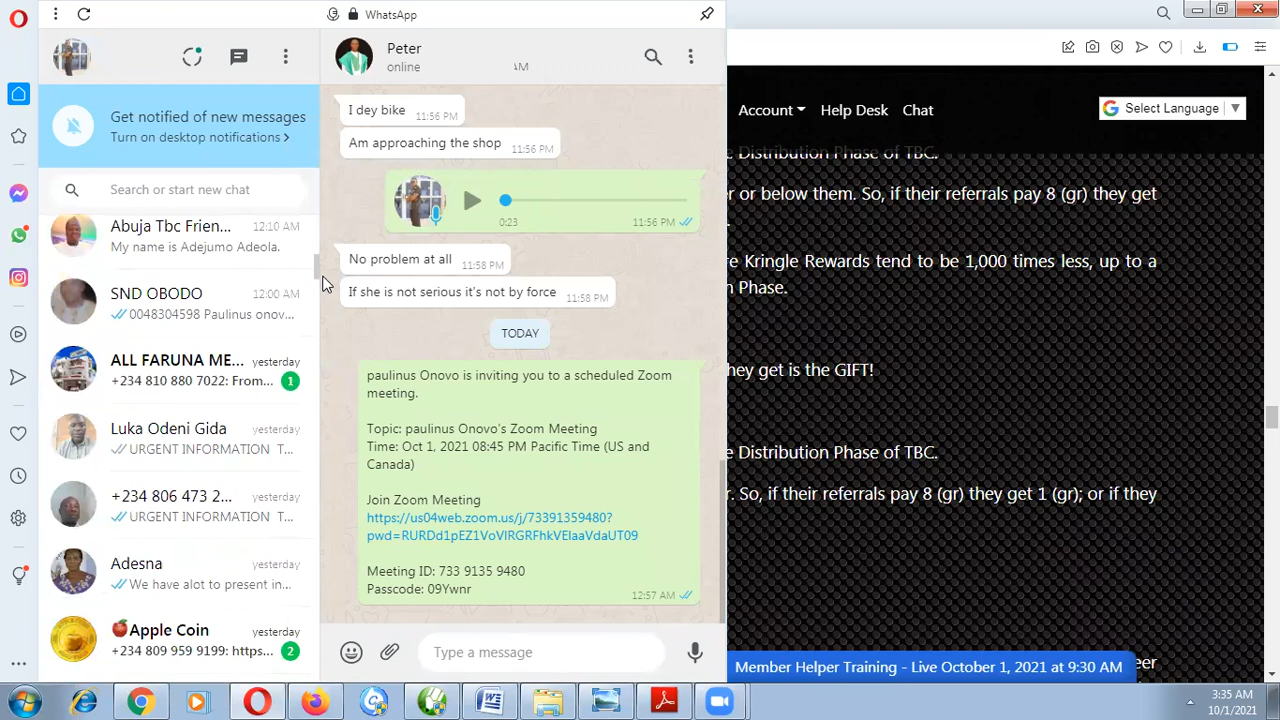 WhatsApp
Peter
online
AM
Get notified of new messages
Turn on desktop notifications >
Search or start new chat
Abuja Tbc Frien... 12:10 AM
My name is Adejumo Adeola.
SND OBODO 12:00 AM
0048304598 Paulinus onov...
ALL FARUNA ME... yesterday
+234 810 880 7022: From... 1
Luka Odeni Gida yesterday
URGENT INFORMATION T...
+234 806 473 2... yesterday
URGENT INFORMATION T...
Adesna yesterday
We have alot to present in...
🍎Apple Coin yesterday
+234 809 959 9199: https... 2
I dey bike 11:56 PM
Am approaching the shop 11:56 PM
0:23 11:56 PM
No problem at all 11:58 PM
If she is not serious it's not by force 11:58 PM
TODAY
paulinus Onovo is inviting you to a scheduled Zoom
meeting.
Topic: paulinus Onovo's Zoom Meeting
Time: Oct 1, 2021 08:45 PM Pacific Time (US and
Canada)
Join Zoom Meeting
https://us04web.zoom.us/j/73391359480?
pwd=RURDd1pEZ1VoVlRGRFhkVElaaVdaUT09
Meeting ID: 733 9135 9480
Passcode: 09Ywnr
12:57 AM
Type a message
Account Help Desk Chat
Select Language
e Distribution Phase of TBC.
er or below them. So, if their referrals pay 8 (gr) they get
re Kringle Rewards tend to be 1,000 times less, up to a
n Phase.
hey get is the GIFT!
e Distribution Phase of TBC.
r. So, if their referrals pay 8 (gr) they get 1 (gr); or if they
eer
Member Helper Training - Live October 1, 2021 at 9:30 AM
3:35 AM
10/1/2021